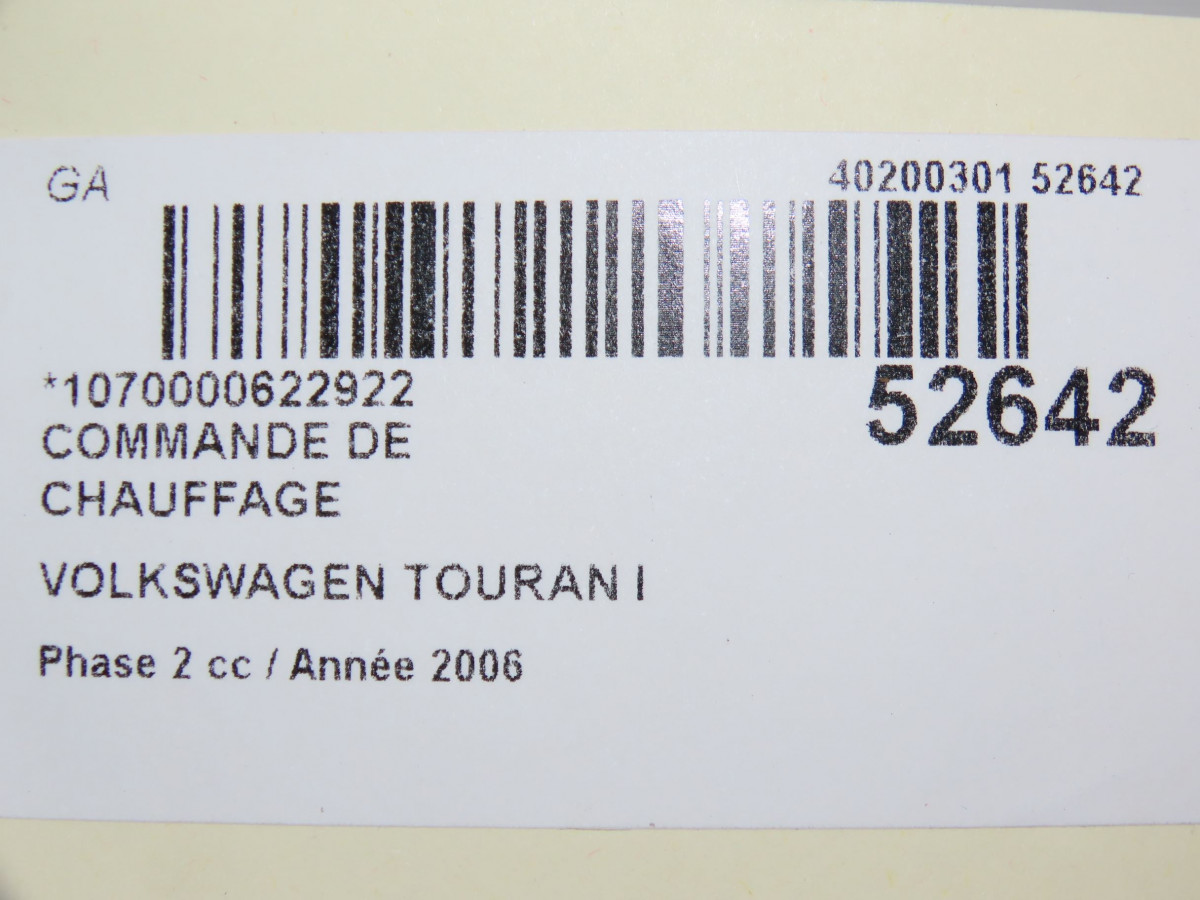 GA
40200301 52642
*1070000622922
52642
COMMANDE DE
CHAUFFAGE
VOLKSWAGEN TOURAN I
Phase 2 cc / Année 2006